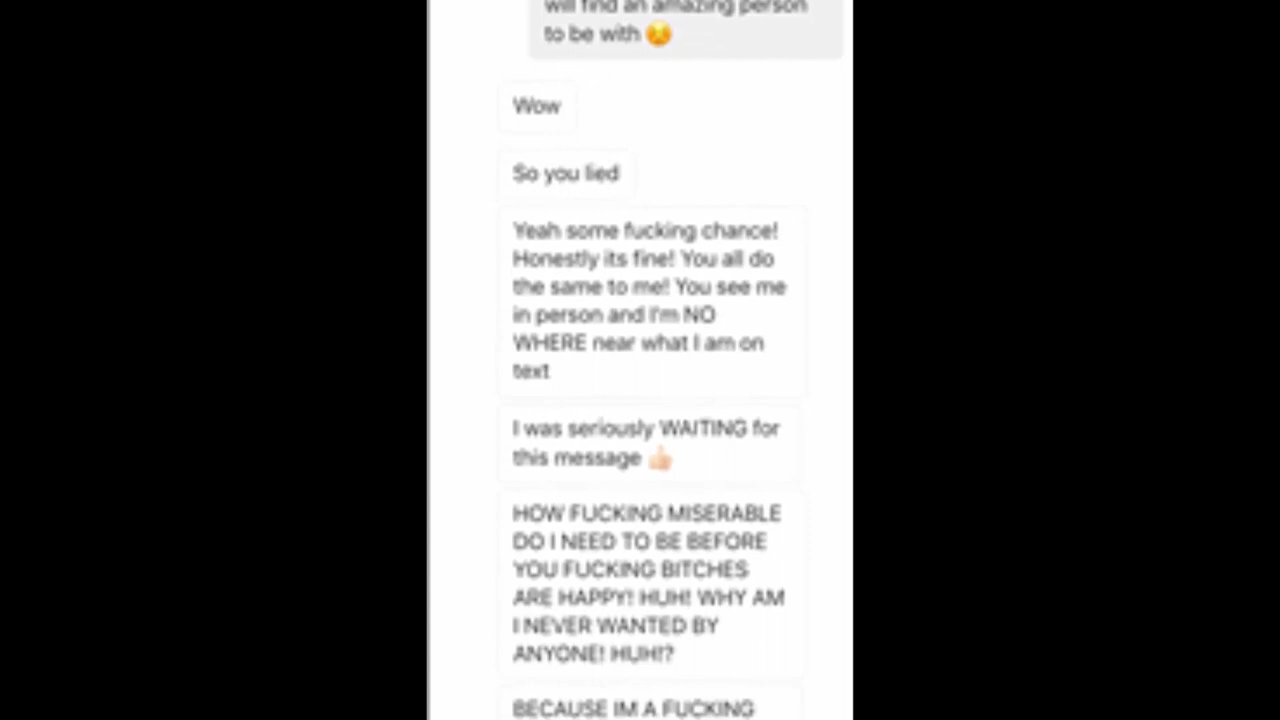 will find an amazing person
to be with 😣
Wow
So you lied
Yeah some fucking chance!
Honestly its fine! You all do
the same to me! You see me
in person and I'm NO
WHERE near what I am on
text
I was seriously WAITING for
this message 👍🏻
HOW FUCKING MISERABLE
DO I NEED TO BE BEFORE
YOU FUCKING BITCHES
ARE HAPPY! HUH! WHY AM
I NEVER WANTED BY
ANYONE! HUH!?
BECAUSE IM A FUCKING